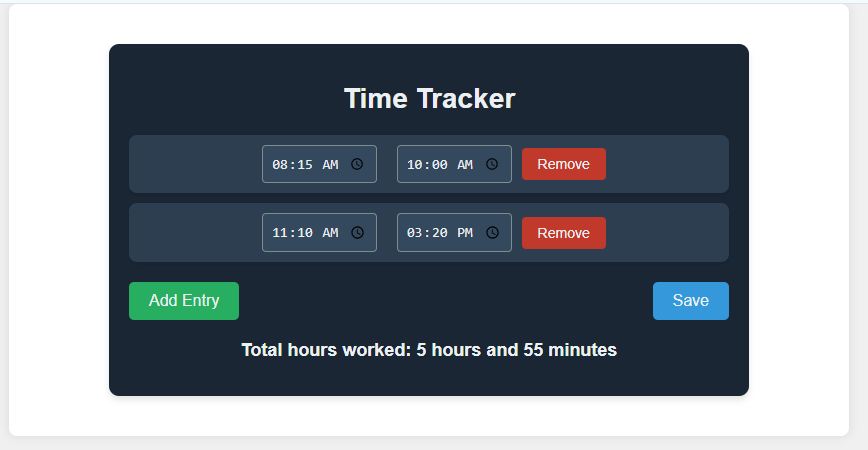 Time Tracker
08:15 AM 10:00 AM Remove
11:10 AM 03:20 PM Remove
Add Entry Save
Total hours worked: 5 hours and 55 minutes